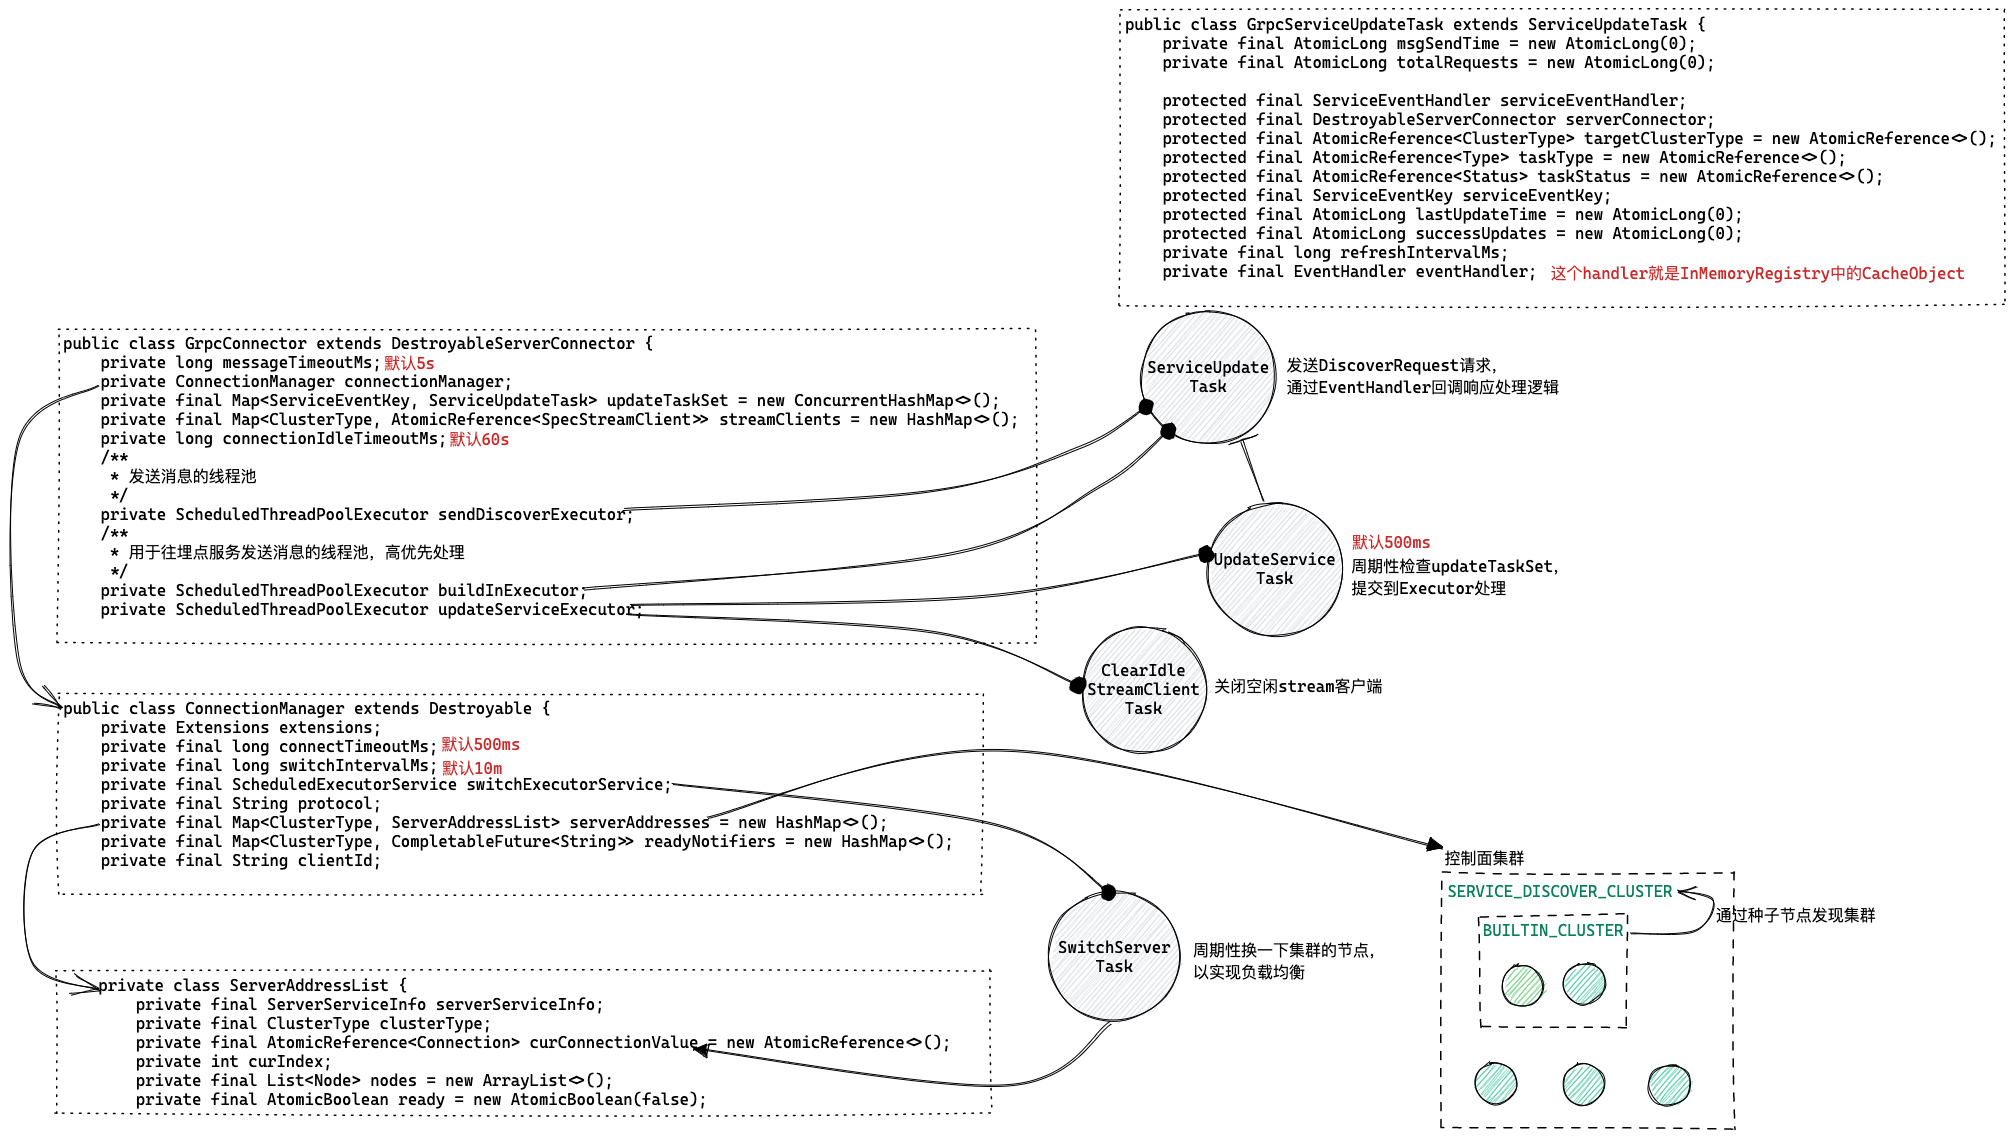 public class GrpcServiceUpdateTask extends ServiceUpdateTask {
private final AtomicLong msgSendTime = new AtomicLong(0);
private final AtomicLong totalRequests = new AtomicLong(0);
protected final ServiceEventHandler serviceEventHandler;
protected final DestroyableServerConnector serverConnector;
protected final AtomicReference<ClusterType> targetClusterType = new AtomicReference<>();
protected final AtomicReference<Type> taskType = new AtomicReference<>();
protected final AtomicReference<Status> taskStatus = new AtomicReference<>();
protected final ServiceEventKey serviceEventKey;
protected final AtomicLong lastUpdateTime = new AtomicLong(0);
protected final AtomicLong successUpdates = new AtomicLong(0);
private final long refreshIntervalMs;
private final EventHandler eventHandler; 这个handler就是InMemoryRegistry中的CacheObject
public class GrpcConnector extends DestroyableServerConnector {
private long messageTimeoutMs; 默认5s
private ConnectionManager connectionManager;
private final Map<ServiceEventKey, ServiceUpdateTask> updateTaskSet = new ConcurrentHashMap<>();
private final Map<ClusterType, AtomicReference<SpecStreamClient>> streamClients = new HashMap<>();
private long connectionIdleTimeoutMs; 默认60s
/**
* 发送消息的线程池
*/
private ScheduledThreadPoolExecutor sendDiscoverExecutor;
/**
* 用于往埋点服务发送消息的线程池，高优先处理
*/
private ScheduledThreadPoolExecutor buildInExecutor;
private ScheduledThreadPoolExecutor updateServiceExecutor;
ServiceUpdate
Task
发送DiscoverRequest请求，
通过EventHandler回调响应处理逻辑
UpdateService
Task
默认500ms
周期性检查updateTaskSet，
提交到Executor处理
ClearIdle
StreamClient
Task
关闭空闲stream客户端
public class ConnectionManager extends Destroyable {
private Extensions extensions;
private final long connectTimeoutMs; 默认500ms
private final long switchIntervalMs; 默认10m
private final ScheduledExecutorService switchExecutorService;
private final String protocol;
private final Map<ClusterType, ServerAddressList> serverAddresses = new HashMap<>();
private final Map<ClusterType, CompletableFuture<String>> readyNotifiers = new HashMap<>();
private final String clientId;
控制面集群
SERVICE_DISCOVER_CLUSTER
通过种子节点发现集群
BUILTIN_CLUSTER
SwitchServer
Task
周期性换一下集群的节点，
以实现负载均衡
private class ServerAddressList {
private final ServerServiceInfo serverServiceInfo;
private final ClusterType clusterType;
private final AtomicReference<Connection> curConnectionValue = new AtomicReference<>();
private int curIndex;
private final List<Node> nodes = new ArrayList<>();
private final AtomicBoolean ready = new AtomicBoolean(false);